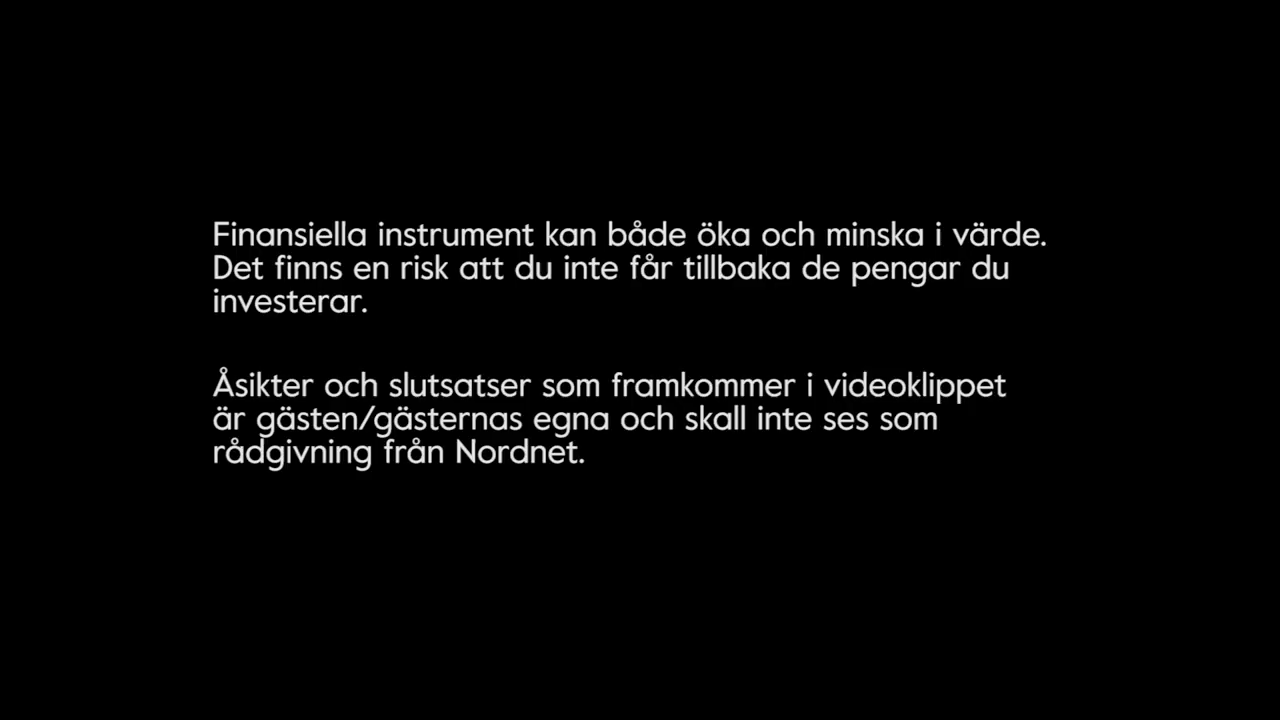 Finansiella instrument kan både öka och minska i värde.
Det finns en risk att du inte får tillbaka de pengar du
investerar.
Åsikter och slutsatser som framkommer i videoklippet
är gästen/gästernas egna och skall inte ses som
rådgivning från Nordnet.